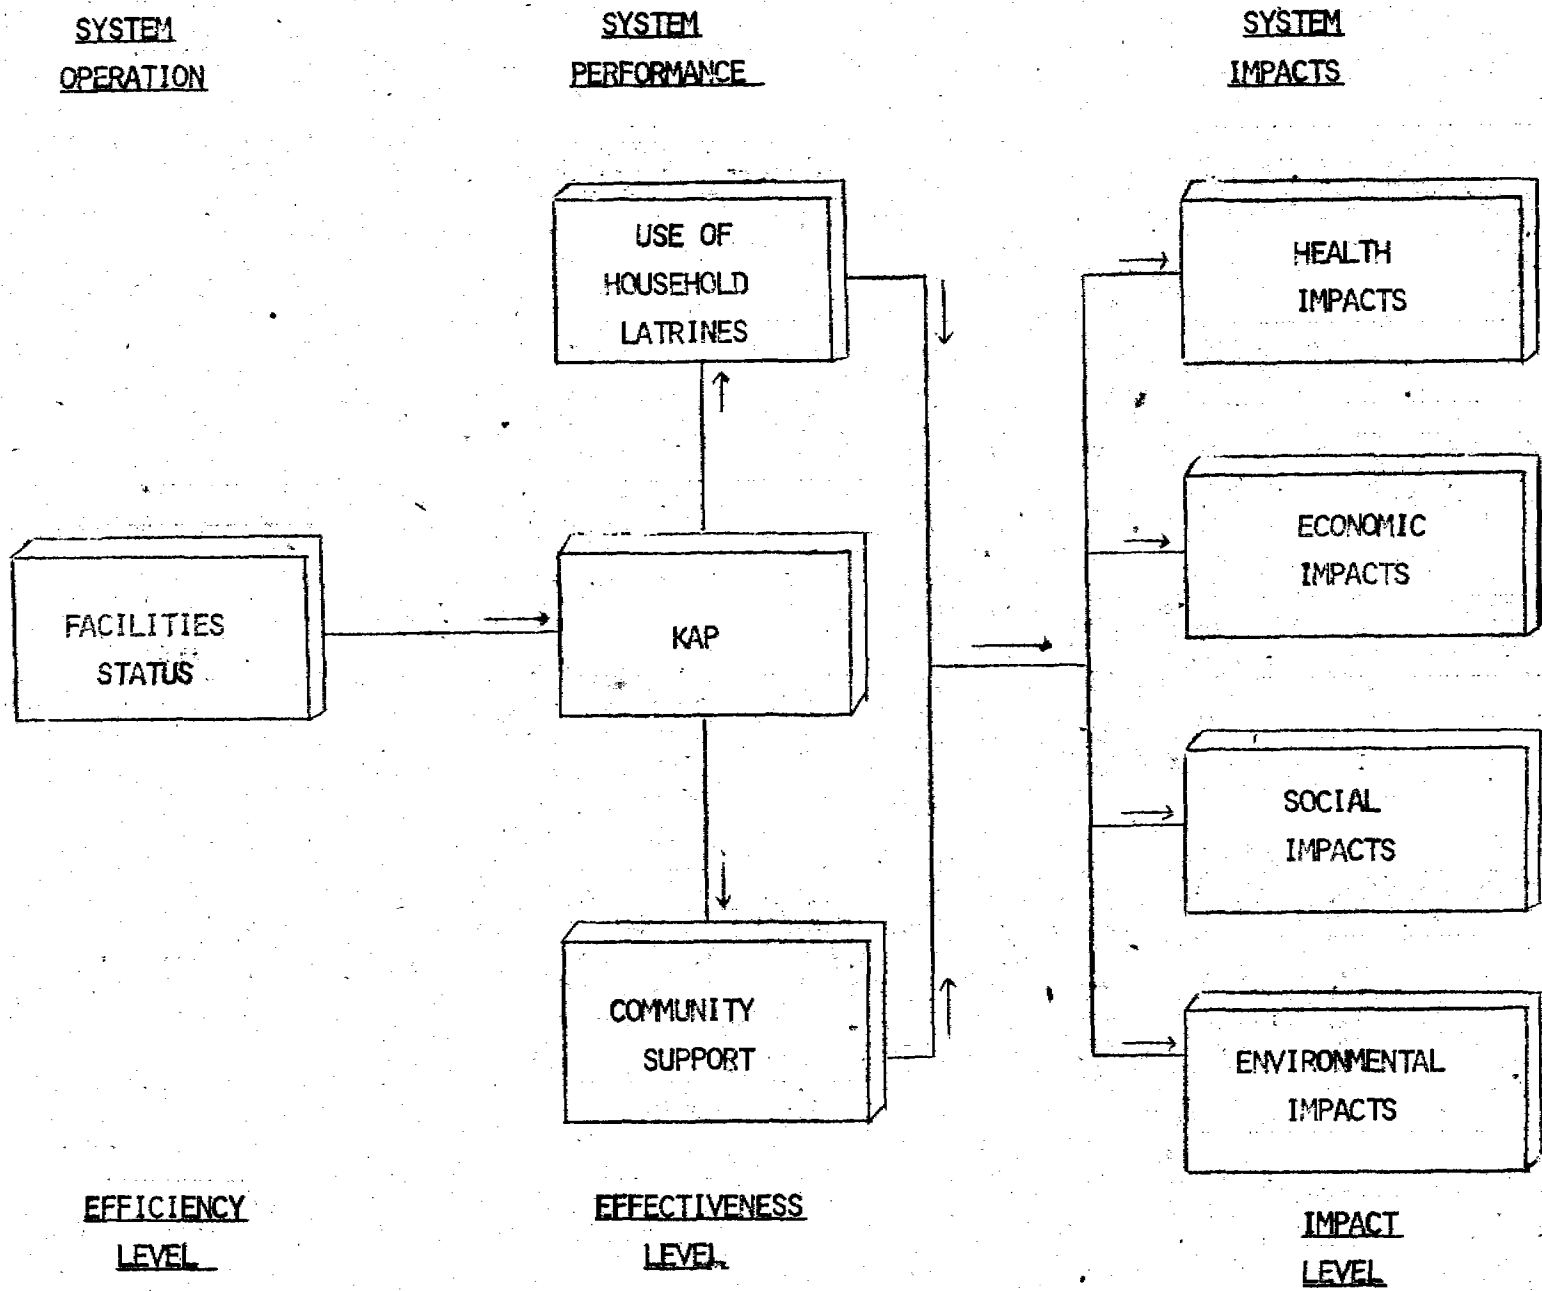 SYSTEM
OPERATION
SYSTEM
PERFORMANCE
SYSTEM
IMPACTS
USE OF
HOUSEHOLD
LATRINES
HEALTH
IMPACTS
ECONOMIC
IMPACTS
FACILITIES
STATUS
KAP
SOCIAL
IMPACTS
COMMUNITY
SUPPORT
ENVIRONMENTAL
IMPACTS
EFFICIENCY
LEVEL
EFFECTIVENESS
LEVEL
IMPACT
LEVEL